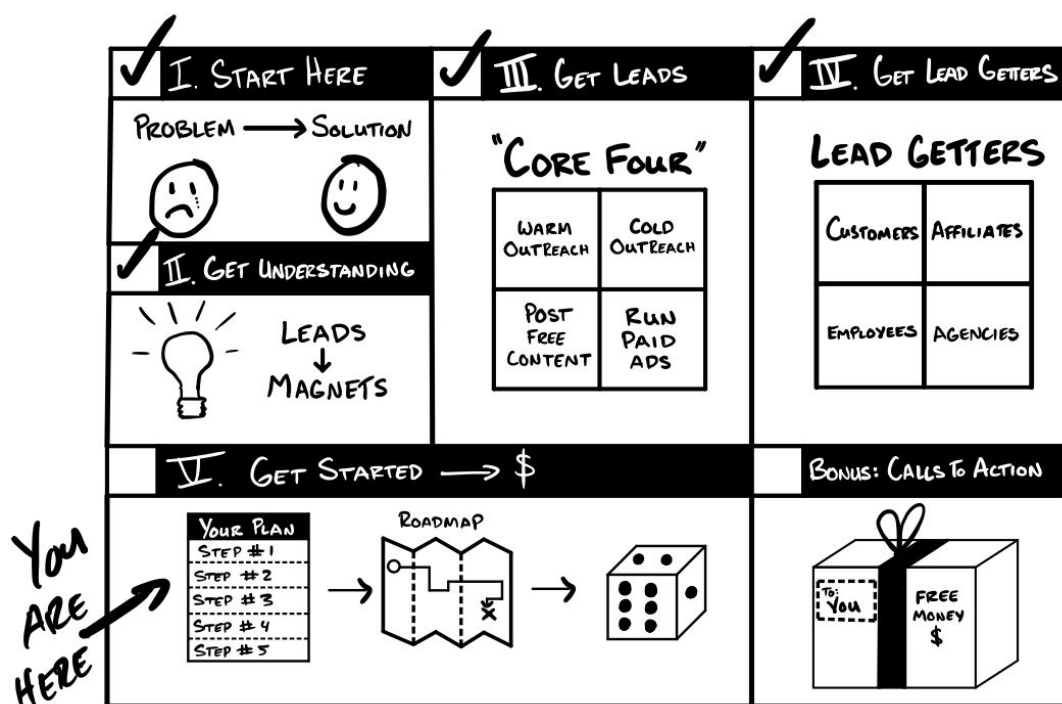 I. START HERE
PROBLEM → SOLUTION
II. GET UNDERSTANDING
LEADS
↓
MAGNETS
III. GET LEADS
"CORE FOUR"
WARM
OUTREACH
COLD
OUTREACH
POST
FREE
CONTENT
RUN
PAID
ADS
IV. GET LEAD GETTERS
LEAD GETTERS
CUSTOMERS
AFFILIATES
EMPLOYEES
AGENCIES
V. GET STARTED → $
YOU
ARE
HERE
YOUR PLAN
STEP #1
STEP #2
STEP #3
STEP #4
STEP #5
ROADMAP
X
BONUS: CALLS TO ACTION
TO:
YOU
FREE
MONEY
$